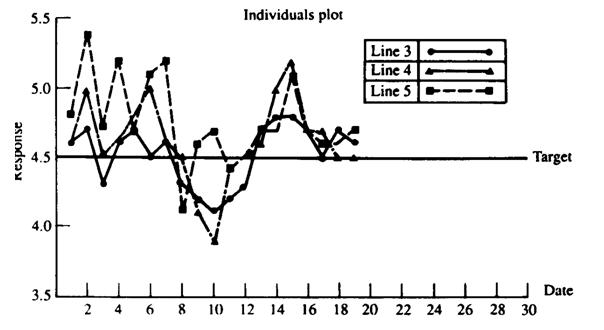 Individuals plot
5.5
5.0
4.5
4.0
3.5
Response
Line 3
Line 4
Line 5
Target
Date
2 4 6 8 10 12 14 16 18 19 20 22 24 26 28 30